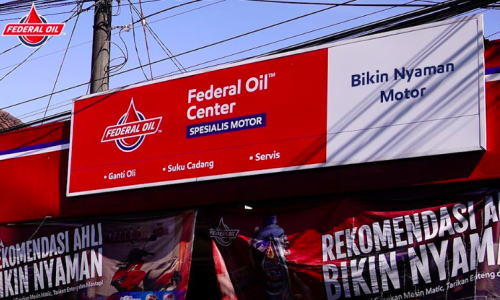 FEDERAL OIL
FEDERAL OIL
Federal Oil™
Center
SPESIALIS MOTOR
• Ganti Oli
• Suku Cadang
• Servis
Bikin Nyaman
Motor
REKOMENDASI AHLI
BIKIN NYAMAN
REKOMENDASI AHLI
BIKIN NYAMAN